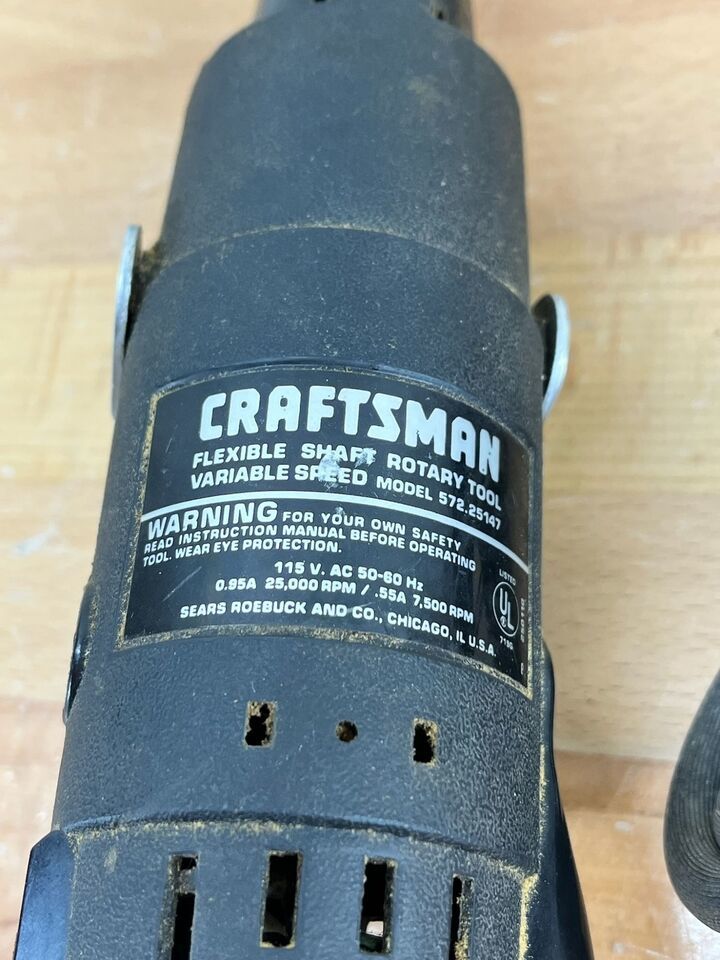 CRAFTSMAN
FLEXIBLE SHAFT ROTARY TOOL
VARIABLE SPEED MODEL 572.25147
WARNING FOR YOUR OWN SAFETY
READ INSTRUCTION MANUAL BEFORE OPERATING
TOOL. WEAR EYE PROTECTION.
115 V. AC 50-60 Hz
0.95A 25,000 RPM / .55A 7,500 RPM
SEARS ROEBUCK AND CO., CHICAGO, IL U.S.A.
LISTED
UL
®
719G